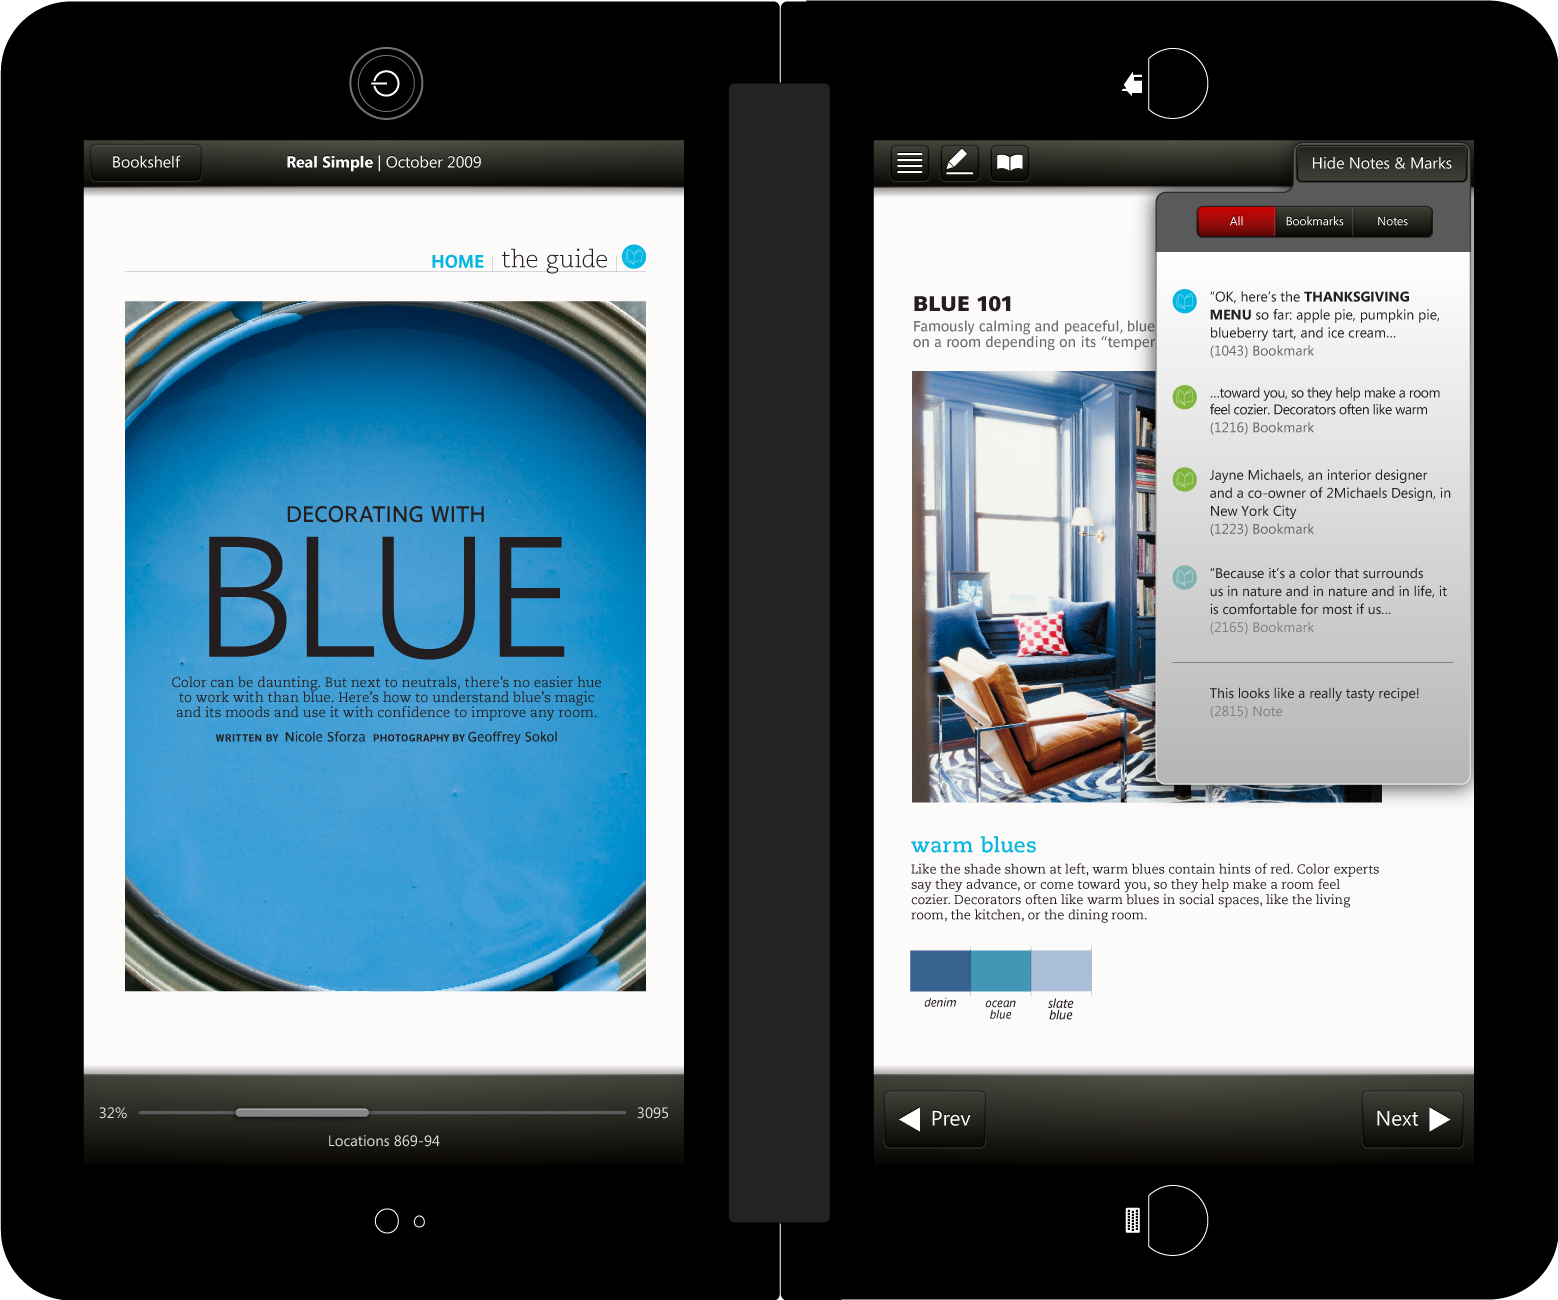 Bookshelf
Real Simple | October 2009
HOME | the guide
DECORATING WITH
BLUE
Color can be daunting. But next to neutrals, there's no easier hue
to work with than blue. Here's how to understand blue's magic
and its moods and use it with confidence to improve any room.
WRITTEN BY Nicole Sforza PHOTOGRAPHY BY Geoffrey Sokol
32%
3095
Locations 869-94
Hide Notes & Marks
All
Bookmarks
Notes
BLUE 101
Famously calming and peaceful, blue
on a room depending on its “temper
“OK, here's the THANKSGIVING
MENU so far: apple pie, pumpkin pie,
blueberry tart, and ice cream...
(1043) Bookmark
...toward you, so they help make a room
feel cozier. Decorators often like warm
(1216) Bookmark
Jayne Michaels, an interior designer
and a co-owner of 2Michaels Design, in
New York City
(1223) Bookmark
“Because it's a color that surrounds
us in nature and in nature and in life, it
is comfortable for most if us...
(2165) Bookmark
This looks like a really tasty recipe!
(2815) Note
warm blues
Like the shade shown at left, warm blues contain hints of red. Color experts
say they advance, or come toward you, so they help make a room feel
cozier. Decorators often like warm blues in social spaces, like the living
room, the kitchen, or the dining room.
denim
ocean
blue
slate
blue
Prev
Next